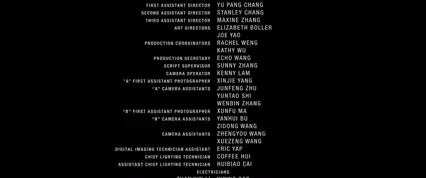 FIRST ASSISTANT DIRECTOR YU PANG CHANG
SECOND ASSISTANT DIRECTOR STANLEY CHANG
THIRD ASSISTANT DIRECTOR MAXINE ZHANG
ART DIRECTORS ELIZABETH BOLLER
JOE YAO
PRODUCTION COORDINATORS RACHEL WENG
KATHY WU
PRODUCTION SECRETARY ECHO WANG
SCRIPT SUPERVISOR SUNNY ZHANG
CAMERA OPERATOR KENNY LAM
"A" FIRST ASSISTANT PHOTOGRAPHER XINJIE YANG
"A" CAMERA ASSISTANTS JUNFENG ZHU
YUNTAO SHI
WENBIN ZHANG
"B" FIRST ASSISTANT PHOTOGRAPHER XUNFU MA
"B" CAMERA ASSISTANTS YANHUI BU
ZIDONG WANG
CAMERA ASSISTANTS ZHENGYOU WANG
XUEZENG WANG
DIGITAL IMAGING TECHNICIAN ASSISTANT ERIC YAP
CHIEF LIGHTING TECHNICIAN COFFEE HUI
ASSISTANT CHIEF LIGHTING TECHNICIAN HUIBIAO CAI
ELECTRICIANS